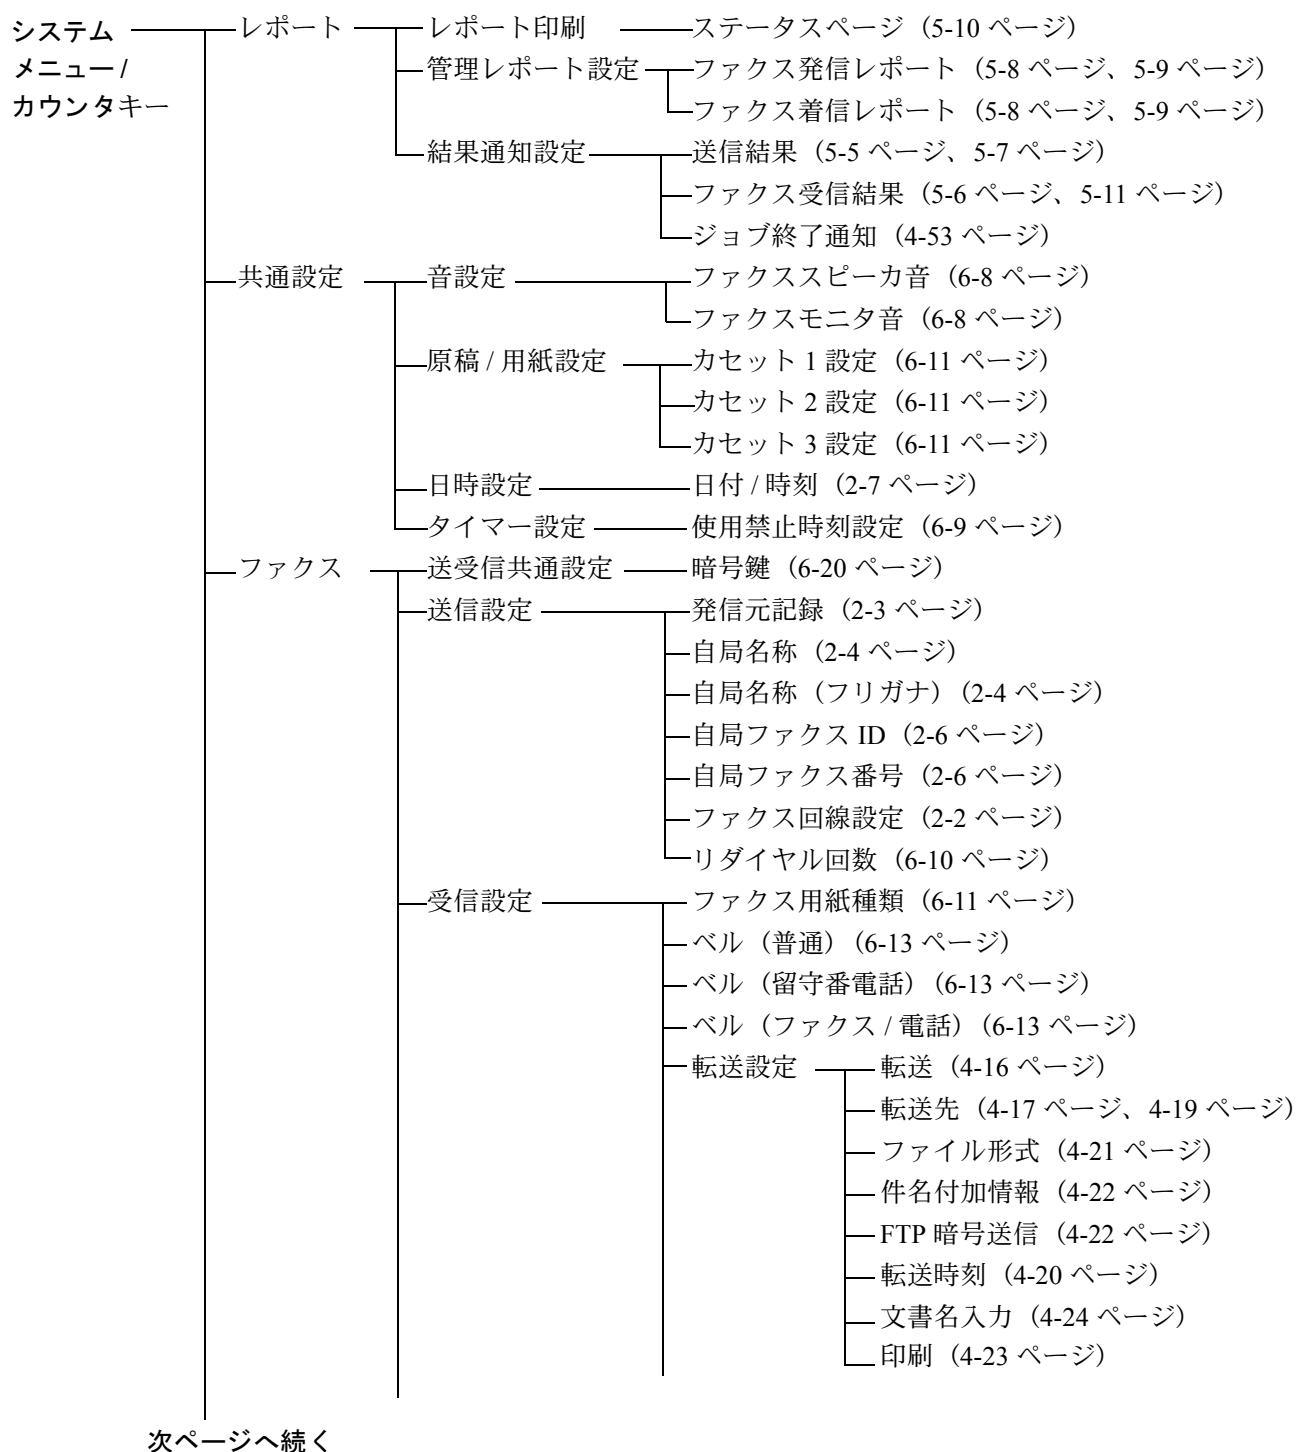 システム レポート レポート印刷 ステータスページ（5-10 ページ）
メニュー / 管理レポート設定 ファクス発信レポート（5-8 ページ、5-9 ページ）
カウンタキー ファクス着信レポート（5-8 ページ、5-9 ページ）
結果通知設定 送信結果（5-5 ページ、5-7 ページ）
ファクス受信結果（5-6 ページ、5-11 ページ）
ジョブ終了通知（4-53 ページ）
共通設定 音設定 ファクススピーカ音（6-8 ページ）
ファクスモニタ音（6-8 ページ）
原稿 / 用紙設定 カセット 1 設定（6-11 ページ）
カセット 2 設定（6-11 ページ）
カセット 3 設定（6-11 ページ）
日時設定 日付 / 時刻（2-7 ページ）
タイマー設定 使用禁止時刻設定（6-9 ページ）
ファクス 送受信共通設定 暗号鍵（6-20 ページ）
送信設定 発信元記録（2-3 ページ）
自局名称（2-4 ページ）
自局名称（フリガナ）（2-4 ページ）
自局ファクス ID（2-6 ページ）
自局ファクス番号（2-6 ページ）
ファクス回線設定（2-2 ページ）
リダイヤル回数（6-10 ページ）
受信設定 ファクス用紙種類（6-11 ページ）
ベル（普通）（6-13 ページ）
ベル（留守番電話）（6-13 ページ）
ベル（ファクス / 電話）（6-13 ページ）
転送設定 転送（4-16 ページ）
転送先（4-17 ページ、4-19 ページ）
ファイル形式（4-21 ページ）
件名付加情報（4-22 ページ）
FTP 暗号送信（4-22 ページ）
転送時刻（4-20 ページ）
文書名入力（4-24 ページ）
印刷（4-23 ページ）
次ページへ続く